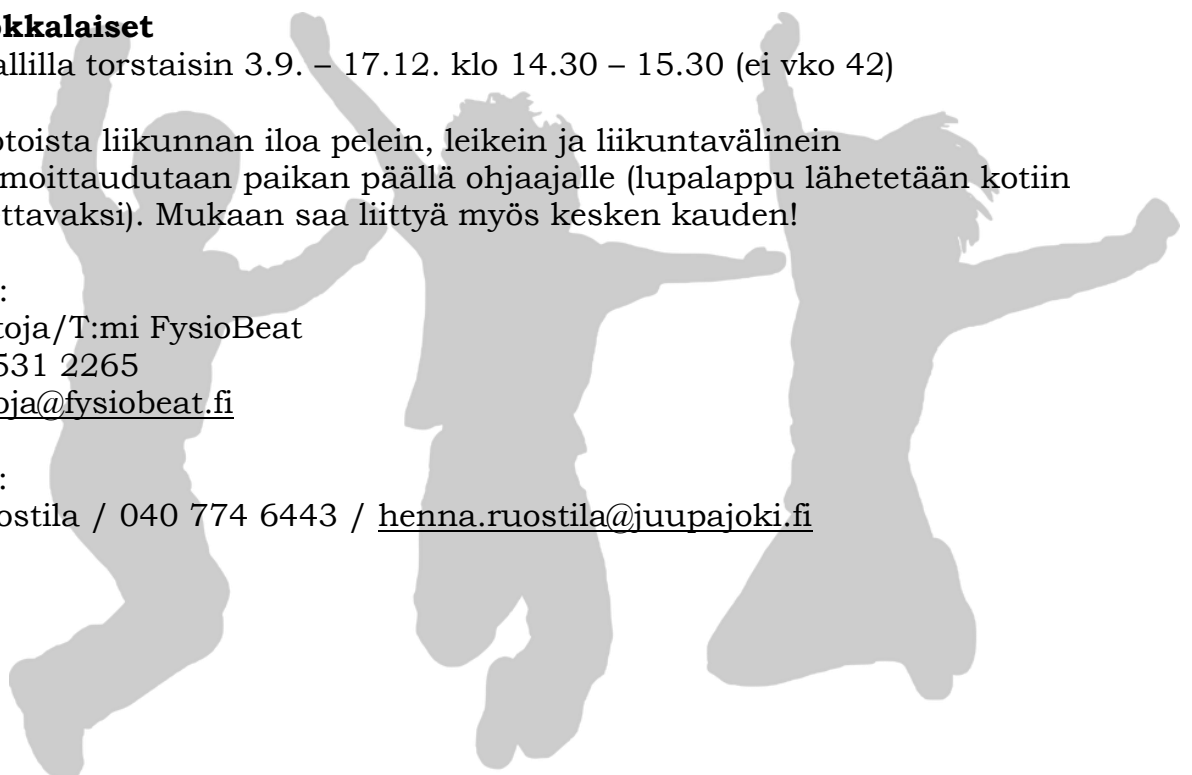 okkalaiset
allilla torstaisin 3.9. – 17.12. klo 14.30 – 15.30 (ei vko 42)
otoista liikunnan iloa pelein, leikein ja liikuntavälinein
moittaudutaan paikan päällä ohjaajalle (lupalappu lähetetään kotiin
ttavaksi). Mukaan saa liittyä myös kesken kauden!
:
toja/T:mi FysioBeat
531 2265
oja@fysiobeat.fi
:
ostila / 040 774 6443 / henna.ruostila@juupajoki.fi